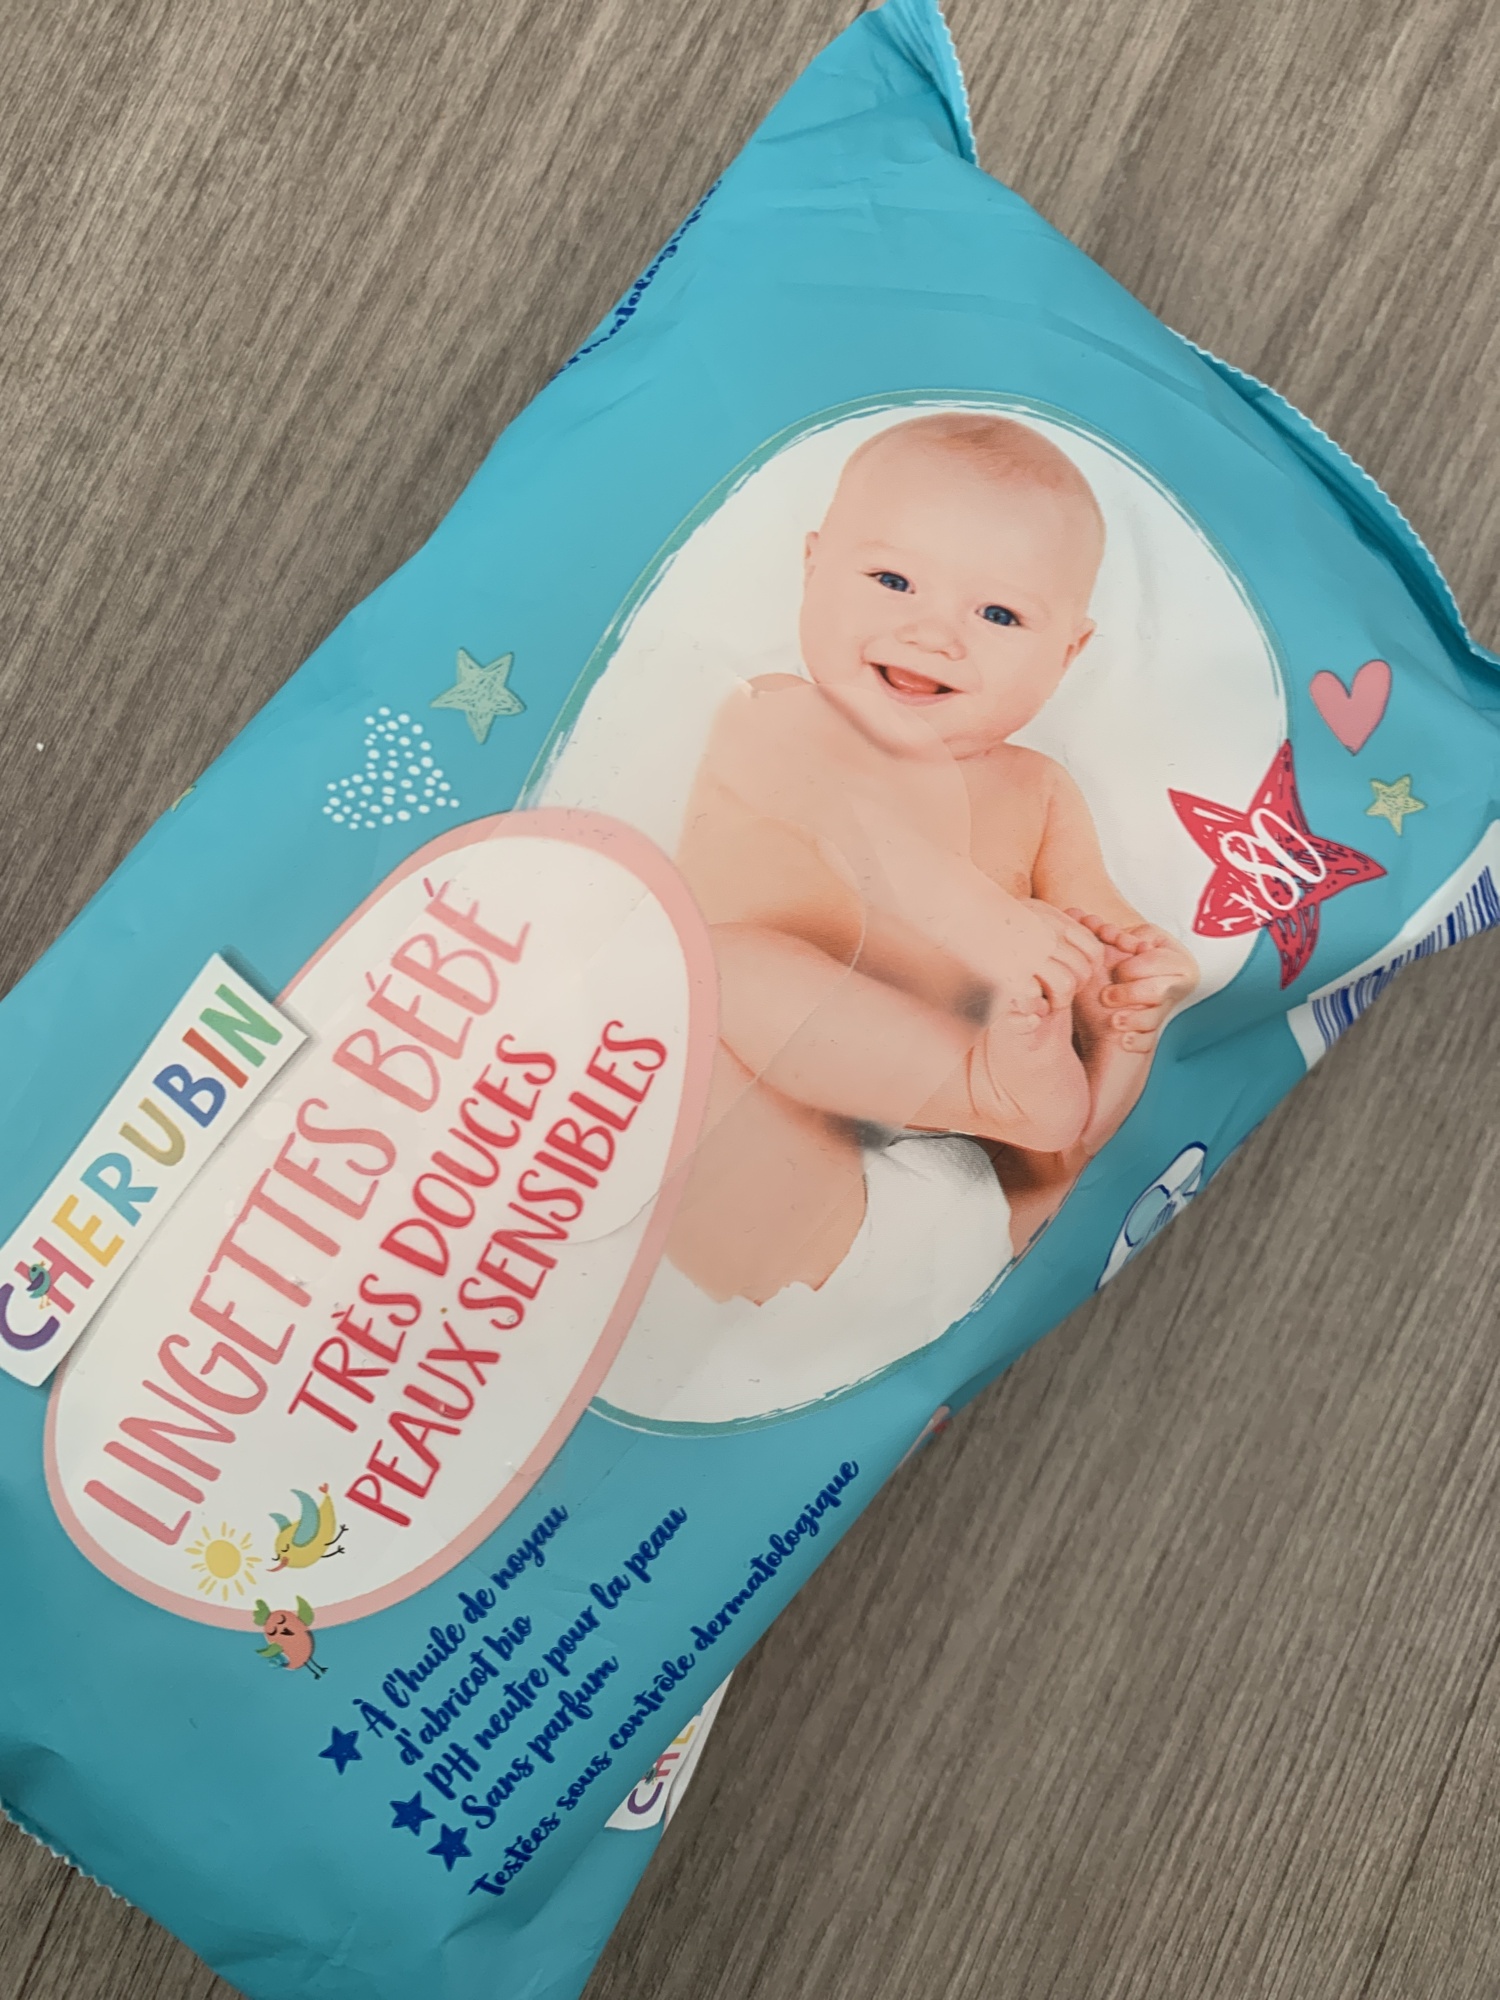 CHERUBIN
LINGETTES BÉBÉ
TRÈS DOUCES
PEAUX SENSIBLES
x80
À l'huile de noyau
d'abricot bio
PH neutre pour la peau
Sans parfum
Testées sous contrôle dermatologique